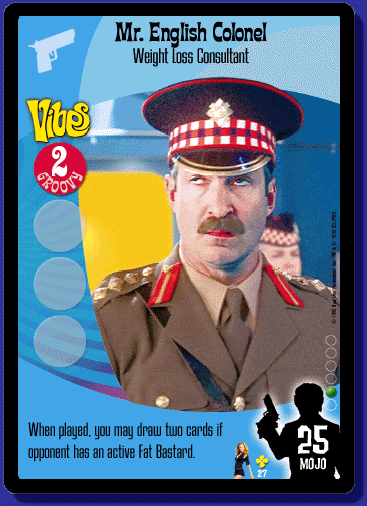 Mr. English Colonel
Weight Loss Consultant
Vibes
2
GROOVY
When played, you may draw two cards if
opponent has an active Fat Bastard.
25
MOJO
27